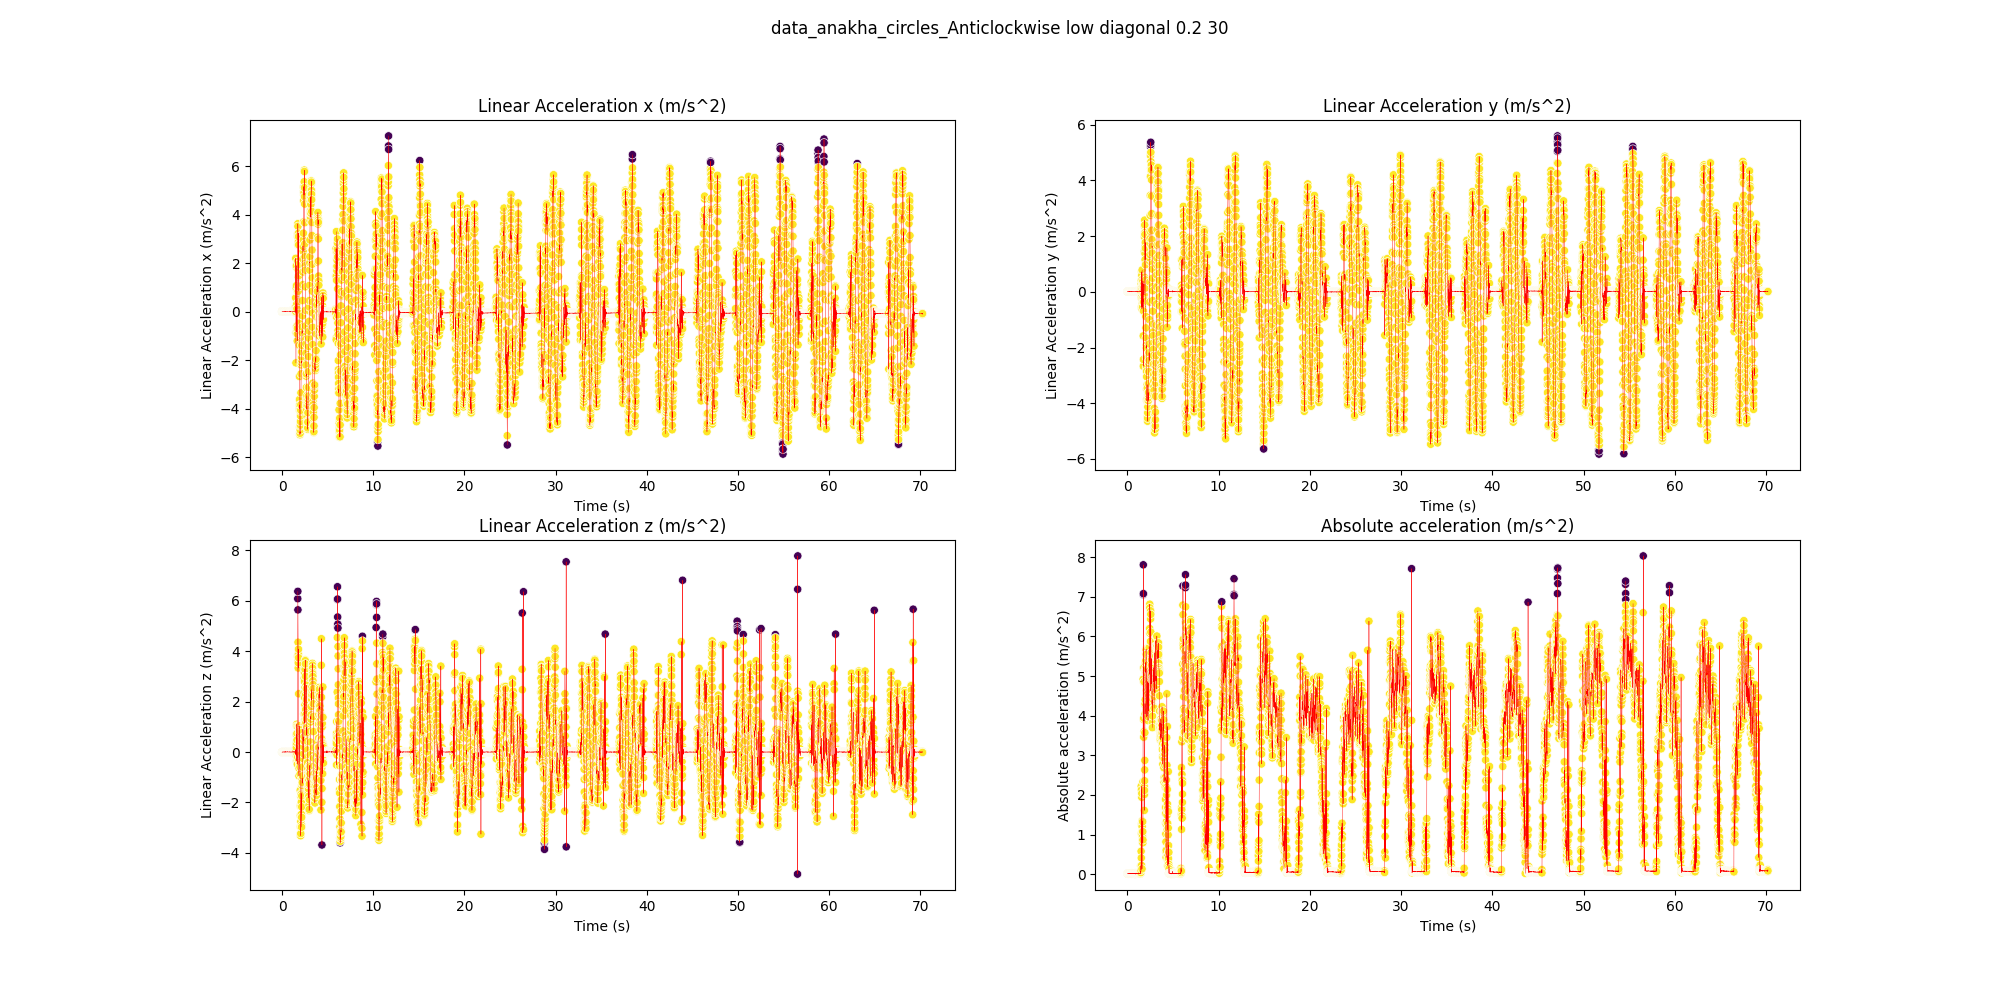 data_anakha_circles_Anticlockwise low diagonal 0.2 30
Linear Acceleration x (m/s^2)
Linear Acceleration x (m/s^2)
6
4
2
0
−2
−4
−6
0 10 20 30 40 50 60 70
Time (s)
Linear Acceleration y (m/s^2)
Linear Acceleration y (m/s^2)
6
4
2
0
−2
−4
−6
0 10 20 30 40 50 60 70
Time (s)
Linear Acceleration z (m/s^2)
Linear Acceleration z (m/s^2)
8
6
4
2
0
−2
−4
0 10 20 30 40 50 60 70
Time (s)
Absolute acceleration (m/s^2)
Absolute acceleration (m/s^2)
8
7
6
5
4
3
2
1
0
0 10 20 30 40 50 60 70
Time (s)